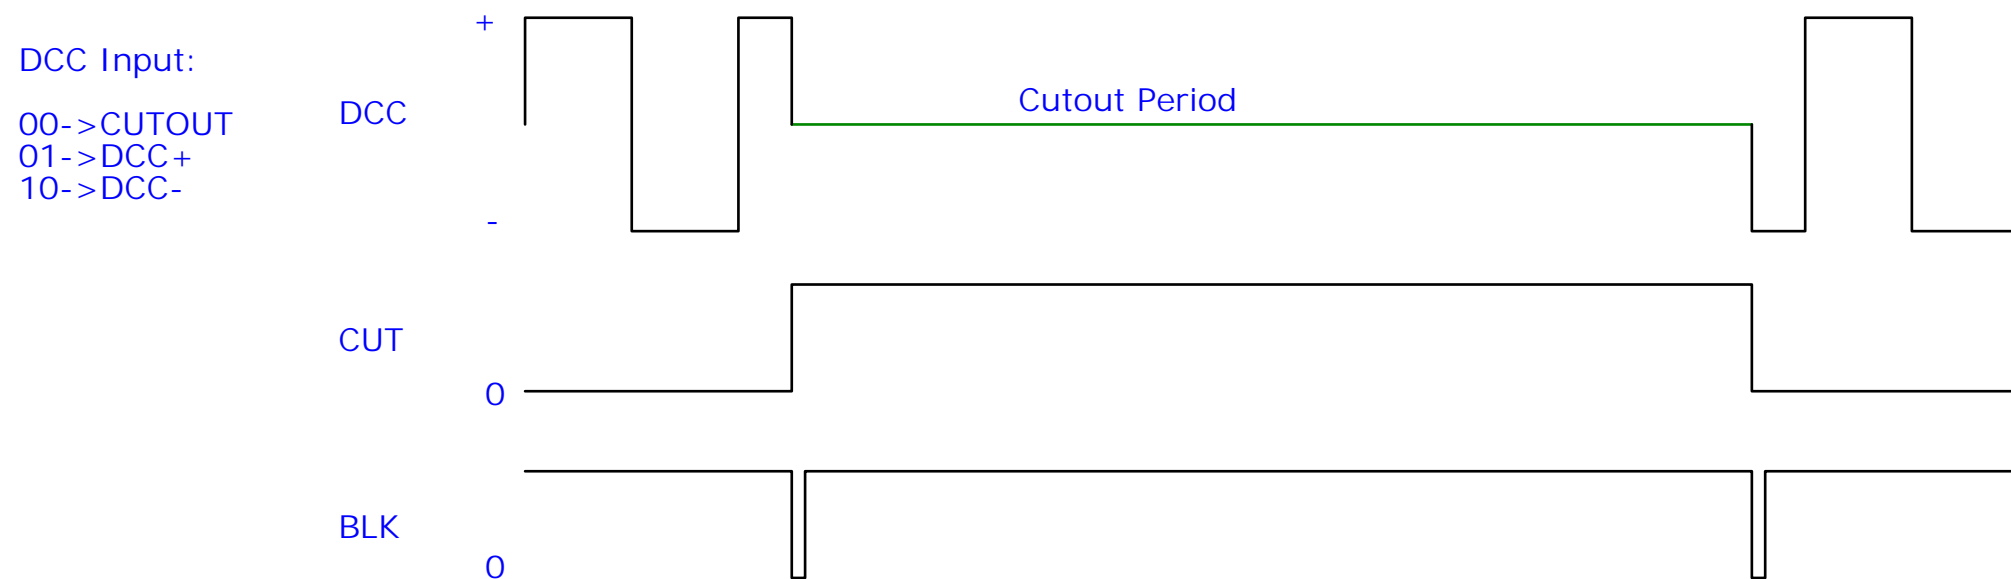 +
DCC Input:
Cutout Period
DCC
00->CUTOUT
01->DCC+
10->DCC-
-
CUT
0
BLK
0